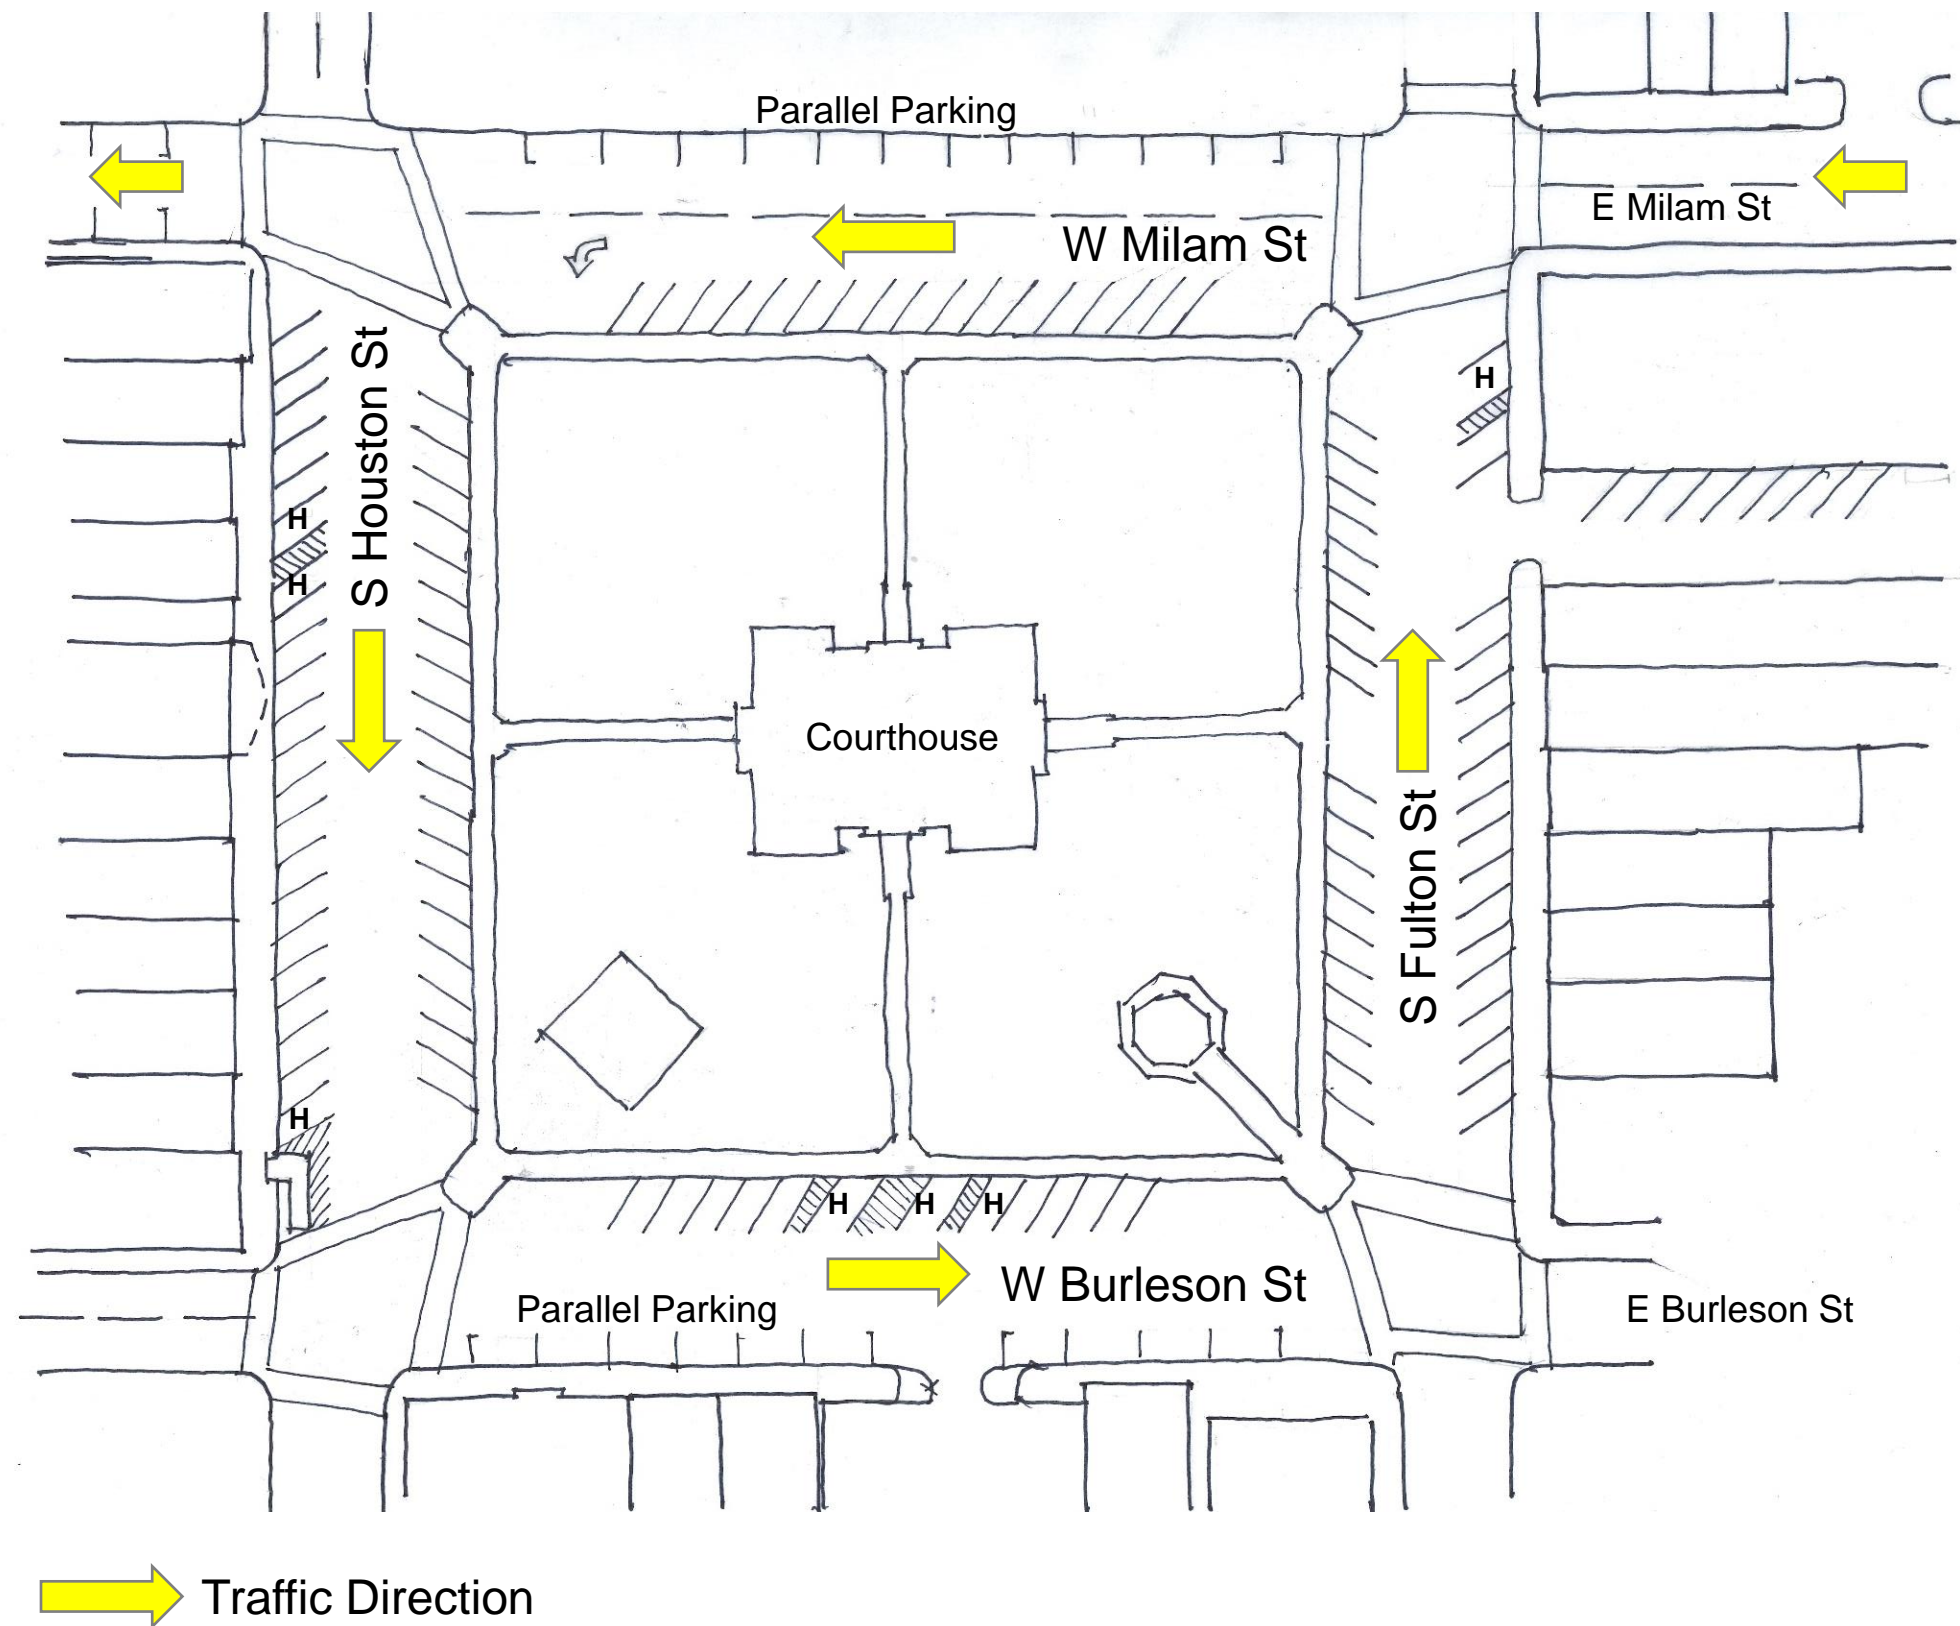 Parallel Parking
E Milam St
W Milam St
S Houston St
H
H
H
Courthouse
S Fulton St
H
H
H
H
W Burleson St
Parallel Parking
E Burleson St
Traffic Direction